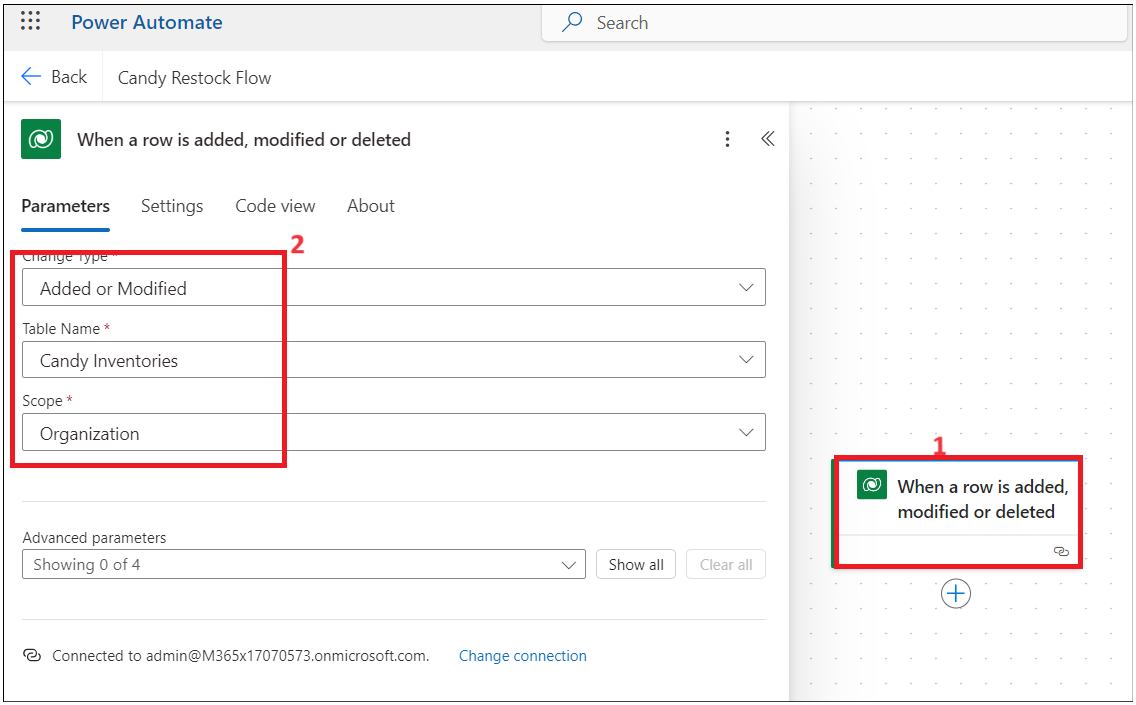 Power Automate
Search
Back
Candy Restock Flow
When a row is added, modified or deleted
Parameters Settings Code view About
2
Change Type *
Added or Modified
Table Name *
Candy Inventories
Scope *
Organization
Advanced parameters
Showing 0 of 4
Show all
Clear all
Connected to admin@M365x17070573.onmicrosoft.com. Change connection
1
When a row is added,
modified or deleted